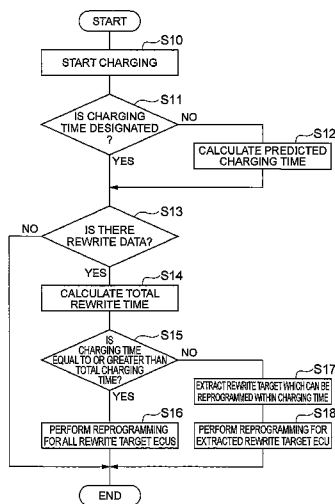 START
S10
START CHARGING
S11
IS CHARGING
TIME DESIGNATED
?
NO
S12
CALCULATE PREDICTED
CHARGING TIME
YES
S13
NO
IS THERE
REWRITE DATA?
YES
S14
CALCULATE TOTAL
REWRITE TIME
S15
IS
CHARGING TIME
EQUAL TO OR GREATER THAN
TOTAL CHARGING
TIME?
NO
S17
EXTRACT REWRITE TARGET WHICH CAN BE
REPROGRAMMED WITHIN CHARGING TIME
YES
S16
S18
PERFORM REPROGRAMMING
FOR ALL REWRITE TARGET ECUS
PERFORM REPROGRAMMING FOR
EXTRACTED REWRITE TARGET ECU
END